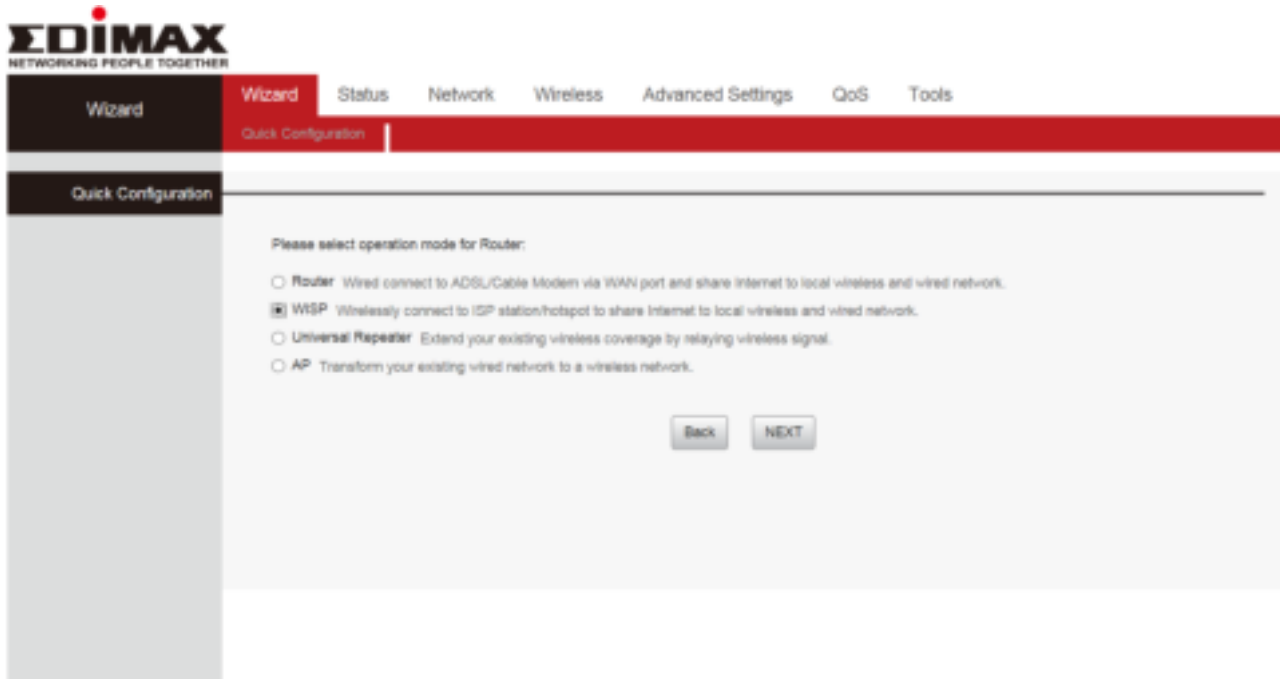 EDiMAX
NETWORKING PEOPLE TOGETHER
Wizard
Wizard Status Network Wireless Advanced Settings QoS Tools
Quick Configuration
Quick Configuration
Please select operation mode for Router:
Router Wired connect to ADSL/Cable Modem via WAN port and share Internet to local wireless and wired network.
WISP Wirelessly connect to ISP station/hotspot to share Internet to local wireless and wired network.
Universal Repeater Extend your existing wireless coverage by relaying wireless signal.
AP Transform your existing wired network to a wireless network.
Back NEXT